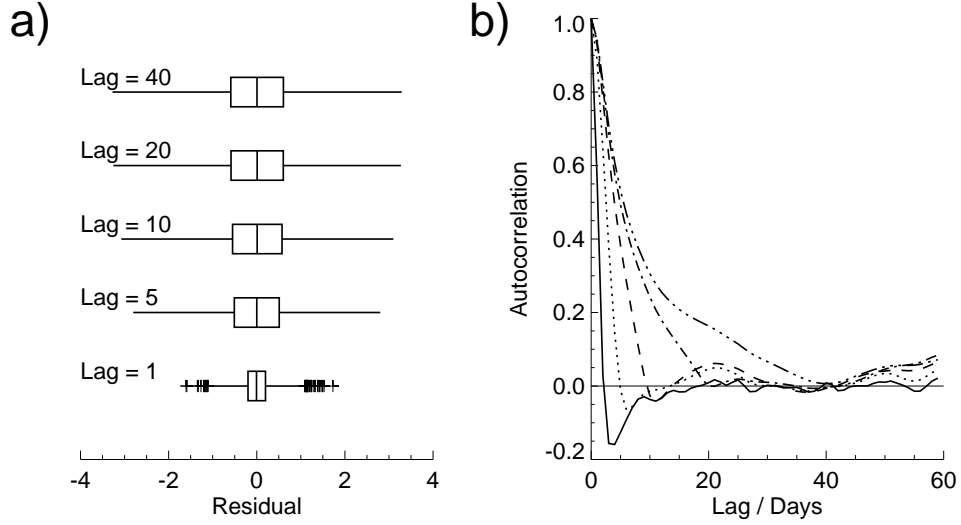 a)
Lag = 40
Lag = 20
Lag = 10
Lag = 5
Lag = 1
-4 -2 0 2 4
Residual
b)
1.0
0.8
0.6
0.4
0.2
0.0
-0.2
Autocorrelation
0 20 40 60
Lag / Days